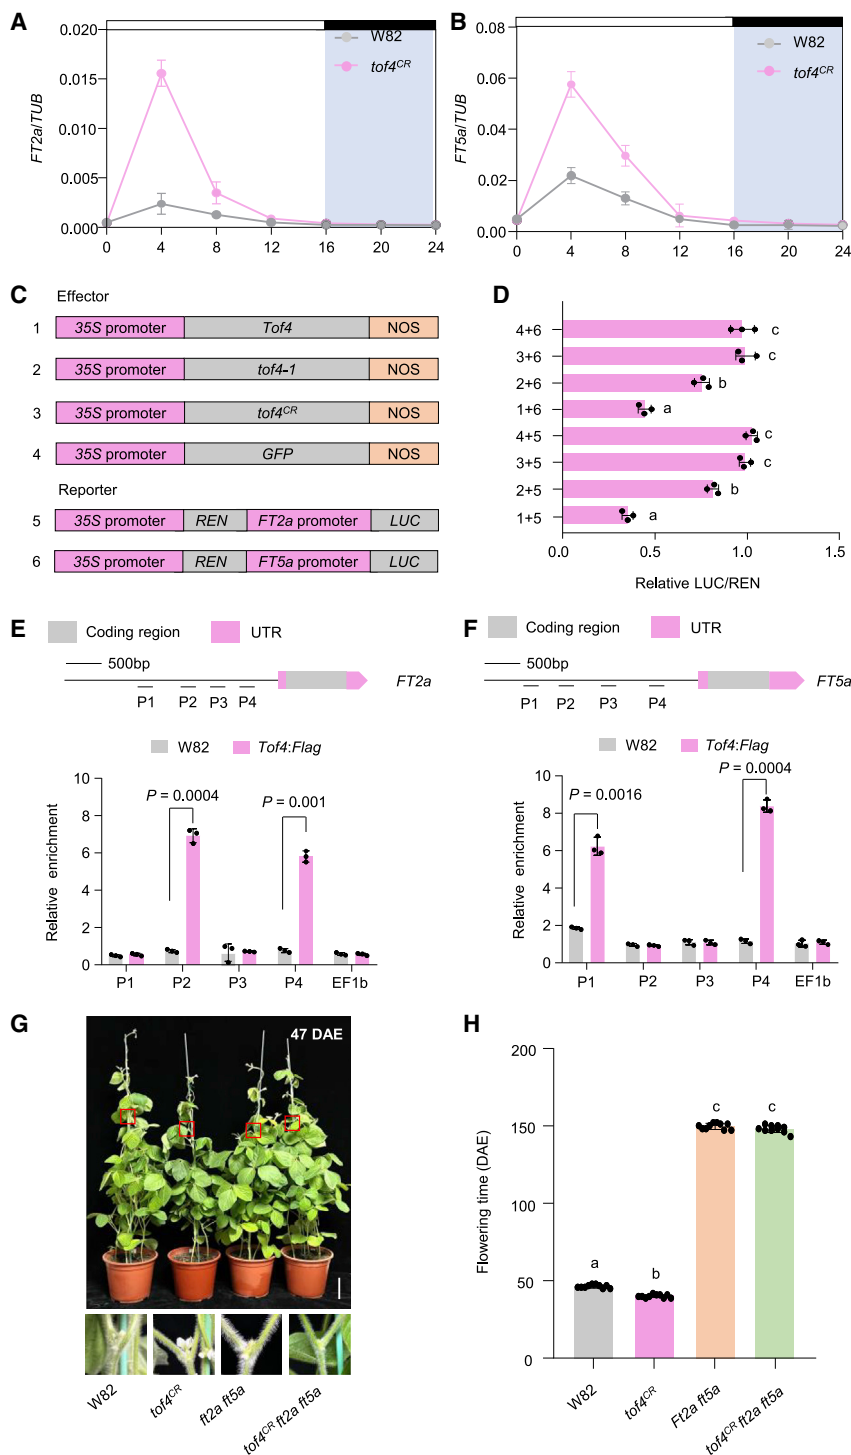 A
0.020
0.015
0.010
0.005
0.000
FT2a/TUB
W82
tof4CR
0 4 8 12 16 20 24
B
0.08
0.06
0.04
0.02
0.00
FT5a/TUB
W82
tof4CR
0 4 8 12 16 20 24
C
Effector
1 35S promoter Tof4 NOS
2 35S promoter tof4-1 NOS
3 35S promoter tof4CR NOS
4 35S promoter GFP NOS
Reporter
5 35S promoter REN FT2a promoter LUC
6 35S promoter REN FT5a promoter LUC
D
4+6 c
3+6 c
2+6 b
1+6 a
4+5 c
3+5 c
2+5 b
1+5 a
0.0 0.5 1.0 1.5
Relative LUC/REN
E
Coding region UTR
500bp
FT2a
P1 P2 P3 P4
W82 Tof4:Flag
10
8
6
4
2
0
Relative enrichment
P = 0.0004
P = 0.001
P1 P2 P3 P4 EF1b
F
Coding region UTR
500bp
FT5a
P1 P2 P3 P4
W82 Tof4:Flag
10
8
6
4
2
0
Relative enrichment
P = 0.0016
P = 0.0004
P1 P2 P3 P4 EF1b
G
47 DAE
W82
tof4CR
ft2a ft5a
tof4CR ft2a ft5a
H
200
150
100
50
0
Flowering time (DAE)
a
b
c
c
W82
tof4CR
Ft2a ft5a
tof4CR ft2a ft5a